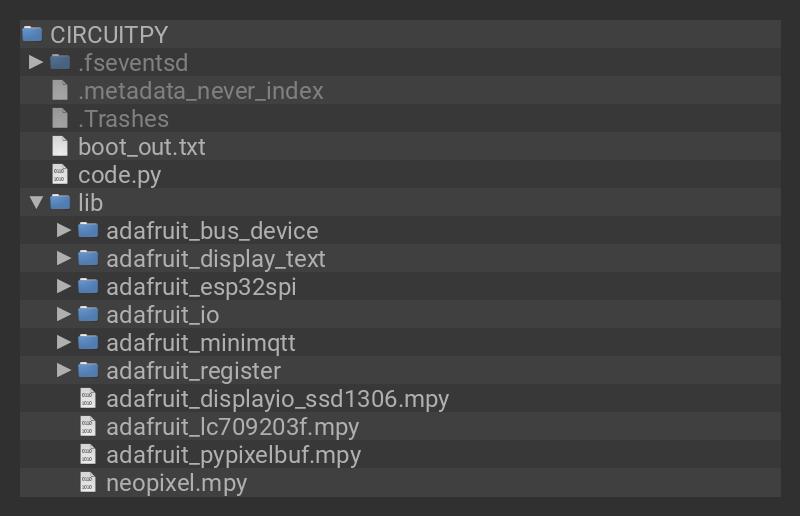 CIRCUITPY
.fseventsd
.metadata_never_index
.Trashes
boot_out.txt
code.py
lib
adafruit_bus_device
adafruit_display_text
adafruit_esp32spi
adafruit_io
adafruit_minimqtt
adafruit_register
adafruit_displayio_ssd1306.mpy
adafruit_lc709203f.mpy
adafruit_pypixelbuf.mpy
neopixel.mpy